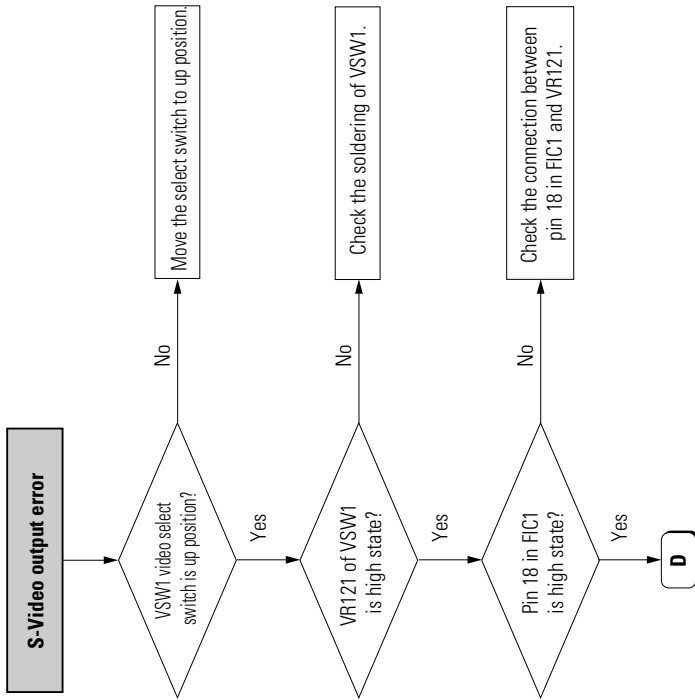 S-Video output error
VSW1 video select
switch is up position?
No
Move the select switch to up position.
Yes
VR121 of VSW1
is high state?
No
Check the soldering of VSW1.
Yes
Pin 18 in FIC1
is high state?
No
Check the connection between
pin 18 in FIC1 and VR121.
Yes
D